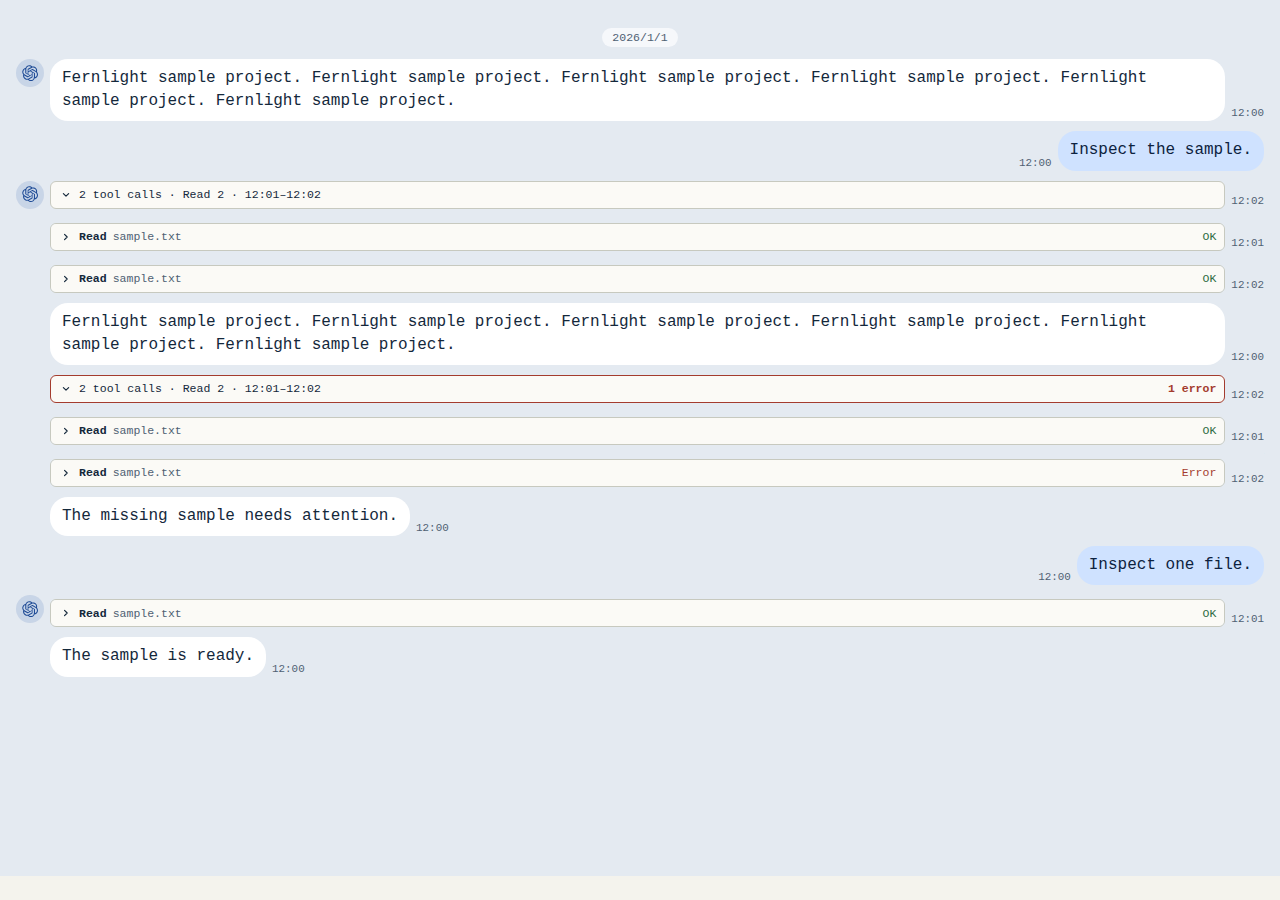 2026/1/1
Fernlight sample project. Fernlight sample project. Fernlight sample project. Fernlight sample project. Fernlight
sample project. Fernlight sample project.
12:00
Inspect the sample.
12:00
2 tool calls · Read 2 · 12:01–12:02
12:02
Read sample.txt OK
12:01
Read sample.txt OK
12:02
Fernlight sample project. Fernlight sample project. Fernlight sample project. Fernlight sample project. Fernlight
sample project. Fernlight sample project.
12:00
2 tool calls · Read 2 · 12:01–12:02 1 error
12:02
Read sample.txt OK
12:01
Read sample.txt Error
12:02
The missing sample needs attention.
12:00
Inspect one file.
12:00
Read sample.txt OK
12:01
The sample is ready.
12:00